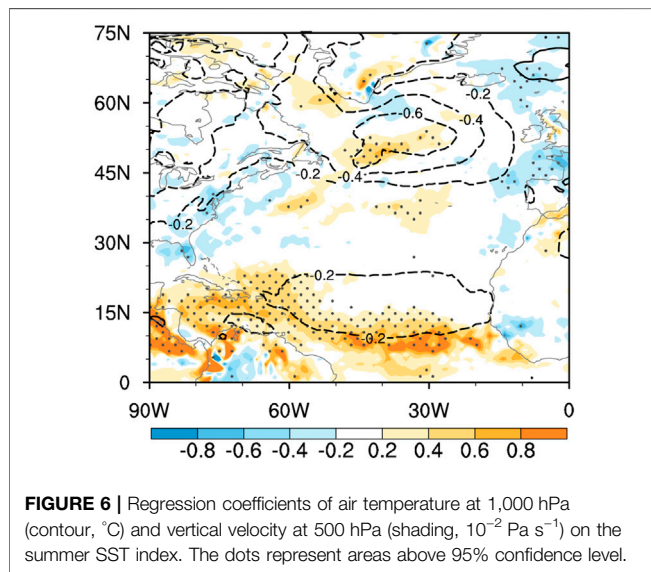 75N
60N
45N
30N
15N
0
-0.2
-0.4
-0.6
-0.4
-0.2
-0.2
-0.2
-0.2
90W 60W 30W 0
-0.8 -0.6 -0.4 -0.2 0.2 0.4 0.6 0.8
FIGURE 6 | Regression coefficients of air temperature at 1,000 hPa
(contour, °C) and vertical velocity at 500 hPa (shading, 10⁻² Pa s⁻¹) on the
summer SST index. The dots represent areas above 95% confidence level.